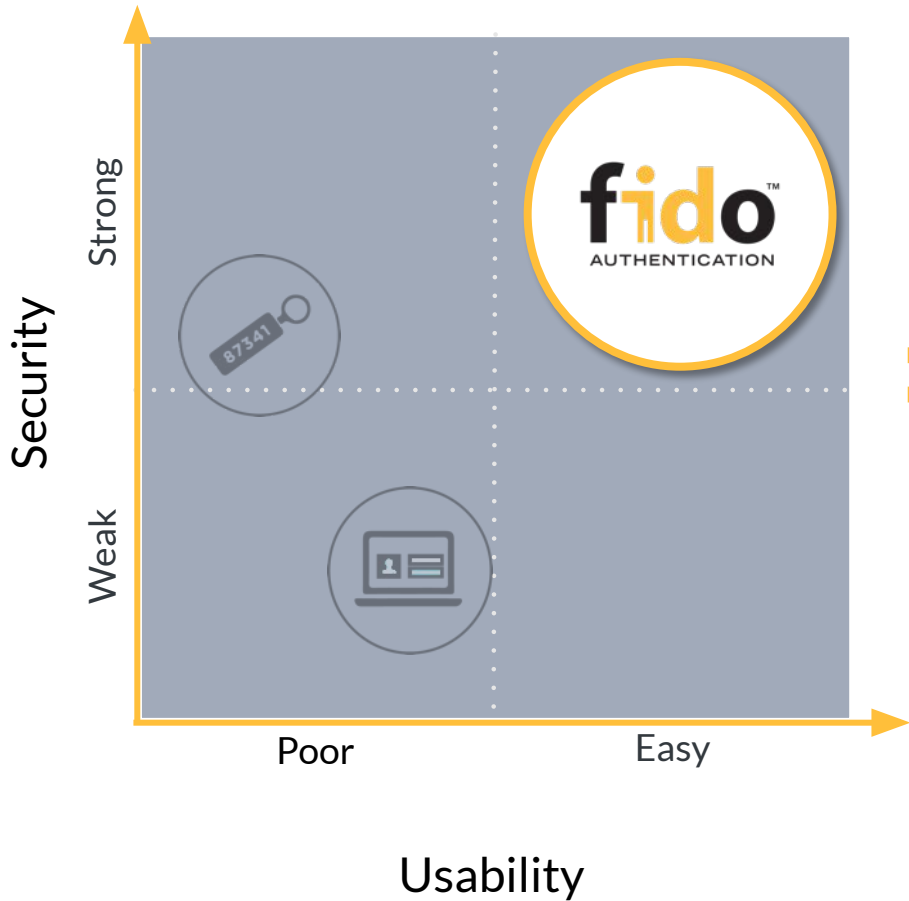 Security
Strong
Weak
87341
fido™
AUTHENTICATION
Poor
Easy
Usability